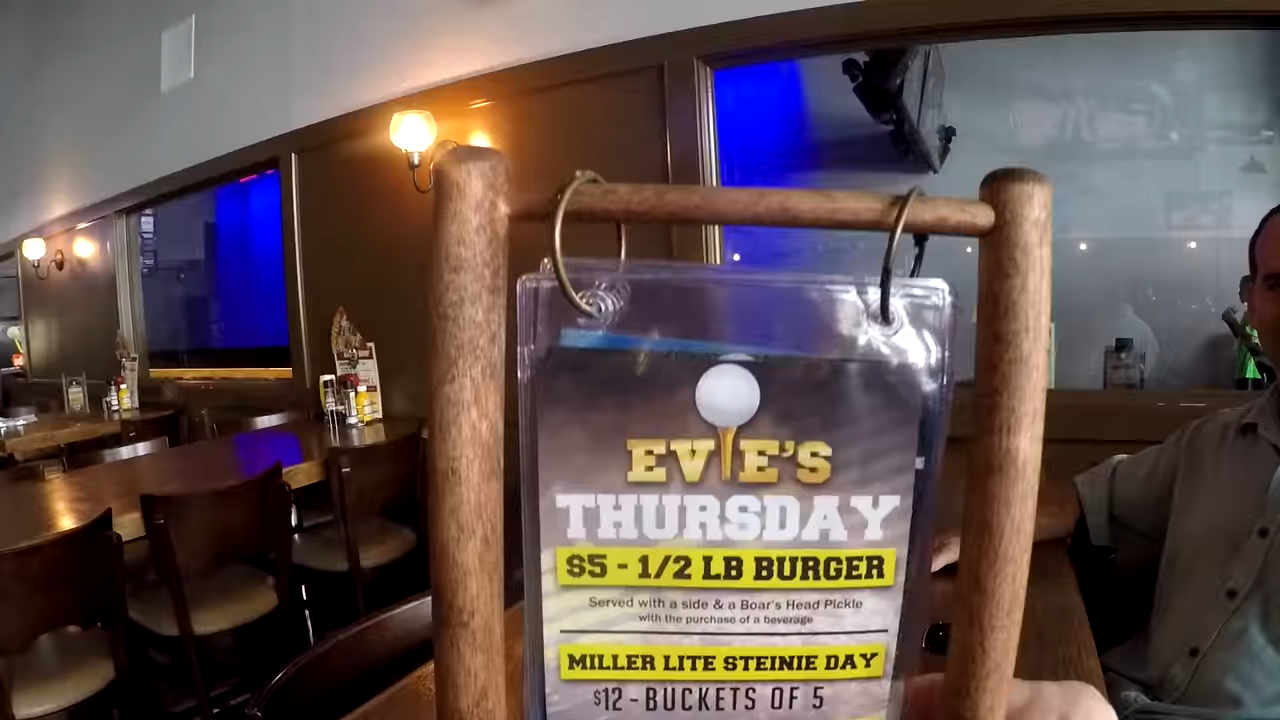 EVIE'S
THURSDAY
$5 - 1/2 LB BURGER
Served with a side & a Boar's Head Pickle
with the purchase of a beverage
MILLER LITE STEINIE DAY
$12 - BUCKETS OF 5